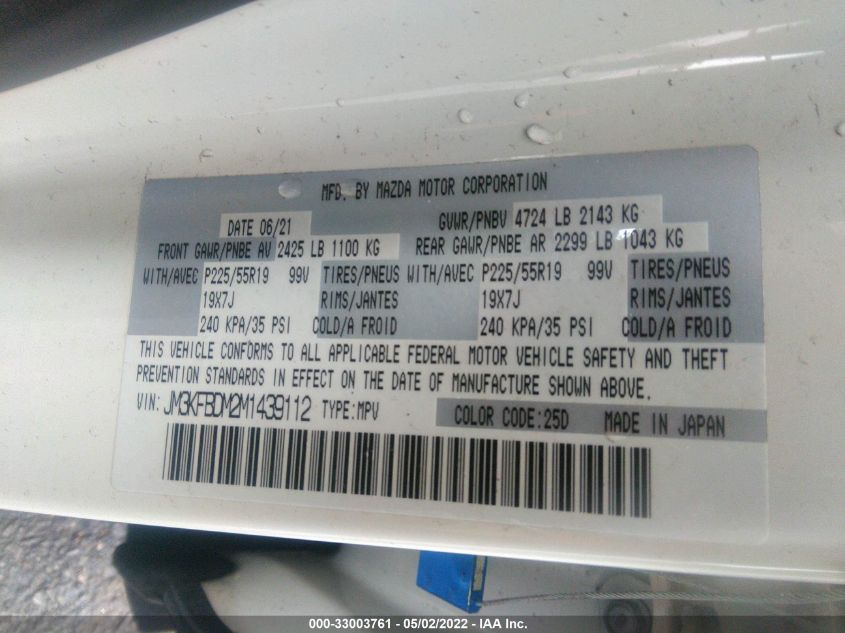 MFD. BY MAZDA MOTOR CORPORATION
DATE 06/21 GVWR/PNBV 4724 LB 2143 KG
FRONT GAWR/PNBE AV 2425 LB 1100 KG REAR GAWR/PNBE AR 2299 LB 1043 KG
WITH/AVEC P225/55R19 99V TIRES/PNEUS WITH/AVEC P225/55R19 99V TIRES/PNEUS
19X7J RIMS/JANTES 19X7J RIMS/JANTES
240 KPA/35 PSI COLD/A FROID 240 KPA/35 PSI COLD/A FROID
THIS VEHICLE CONFORMS TO ALL APPLICABLE FEDERAL MOTOR VEHICLE SAFETY AND THEFT
PREVENTION STANDARDS IN EFFECT ON THE DATE OF MANUFACTURE SHOWN ABOVE.
VIN: JM3KFBDM2M1439112 TYPE:MPV COLOR CODE:25D MADE IN JAPAN
000-33003761 - 05/02/2022 - IAA Inc.